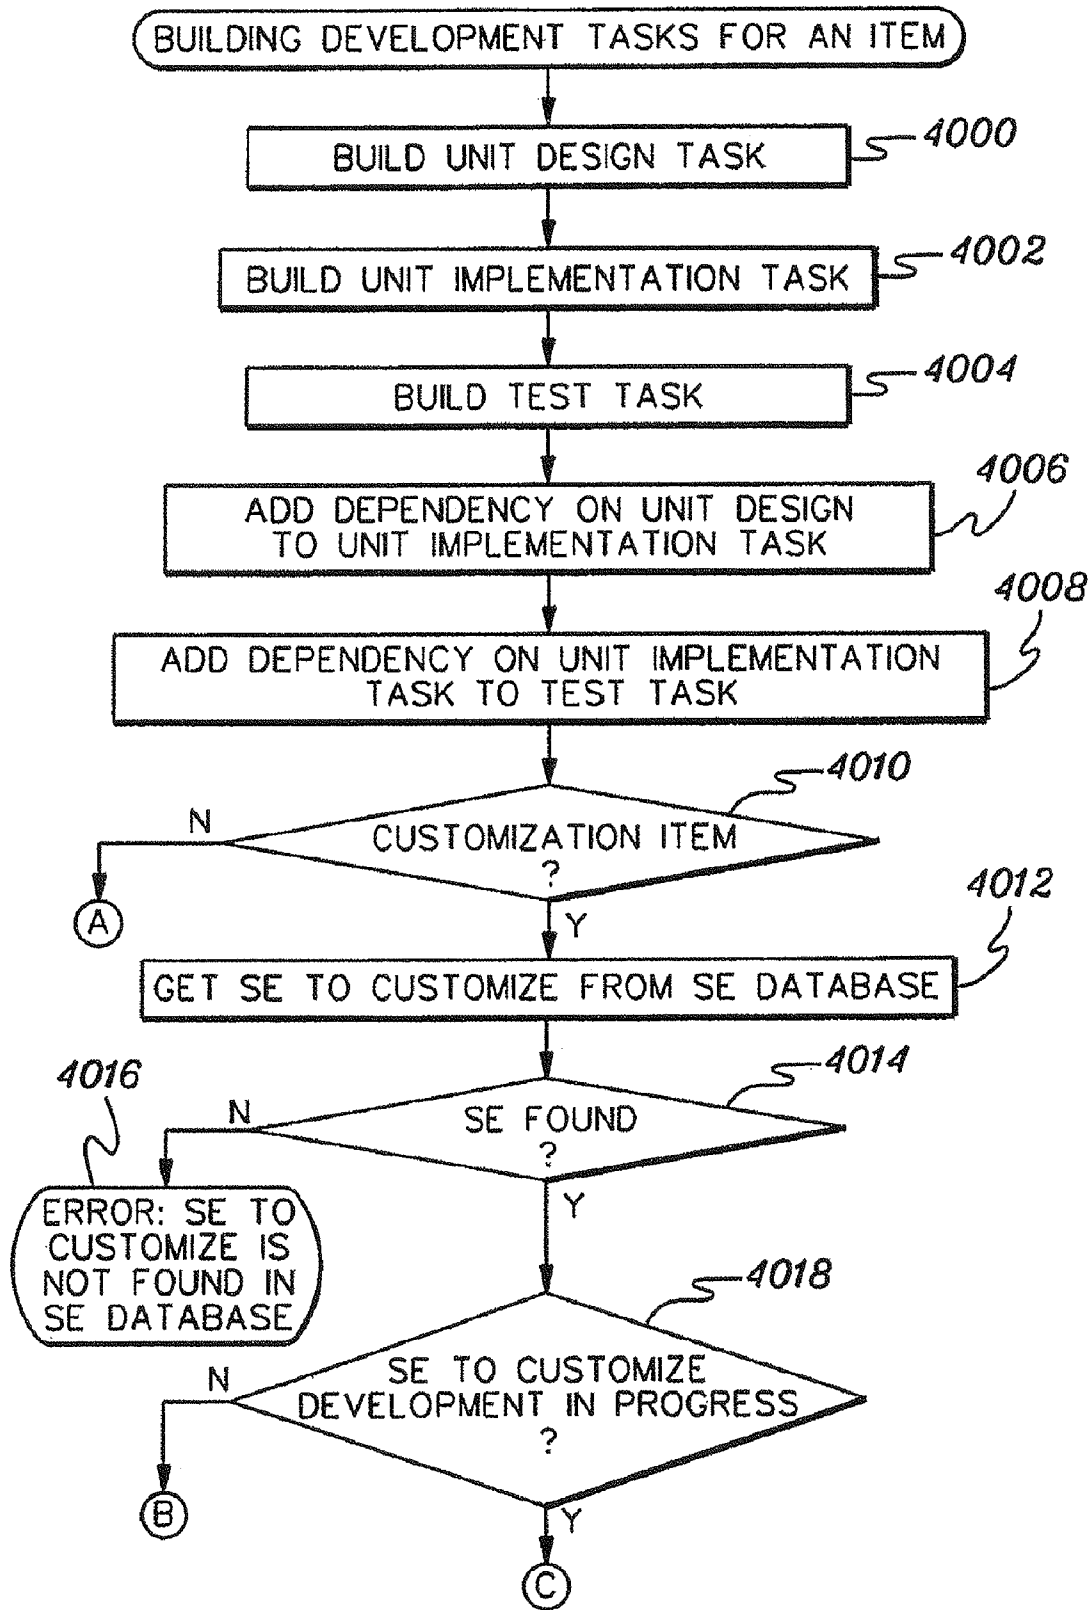 BUILDING DEVELOPMENT TASKS FOR AN ITEM
4000
BUILD UNIT DESIGN TASK
4002
BUILD UNIT IMPLEMENTATION TASK
4004
BUILD TEST TASK
4006
ADD DEPENDENCY ON UNIT DESIGN
TO UNIT IMPLEMENTATION TASK
4008
ADD DEPENDENCY ON UNIT IMPLEMENTATION
TASK TO TEST TASK
4010
N
CUSTOMIZATION ITEM
?
A
Y
4012
GET SE TO CUSTOMIZE FROM SE DATABASE
4014
4016
N
SE FOUND
?
Y
ERROR: SE TO
CUSTOMIZE IS
NOT FOUND IN
SE DATABASE
4018
N
SE TO CUSTOMIZE
DEVELOPMENT IN PROGRESS
?
B
Y
C